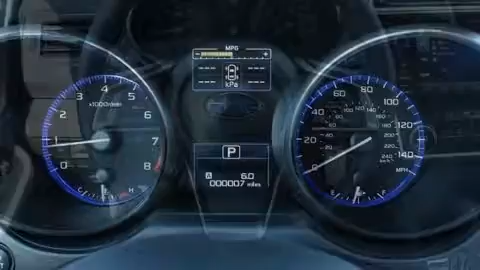 MPG
- +
--- ---
--- ---
kPa
x1000r/min
0 1 2 3 4 5 6 7
C H
P
A 6.0
000007 miles
0 20 40 60 80 100 120 140
MPH